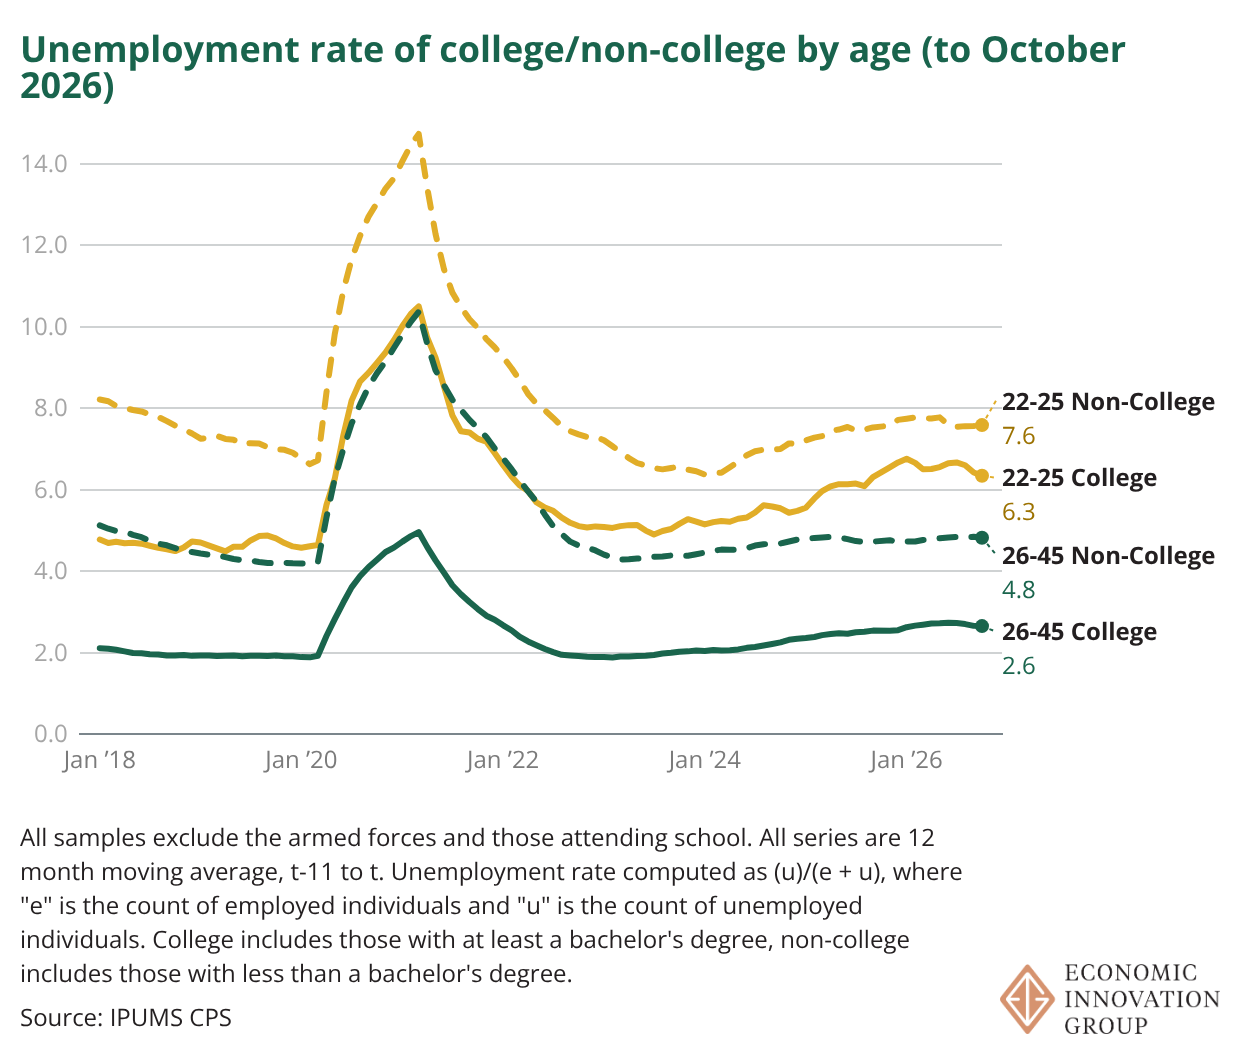 Unemployment rate of college/non-college by age (to October
2026)
14.0
12.0
10.0
8.0
6.0
4.0
2.0
0.0
22-25 Non-College
7.6
22-25 College
6.3
26-45 Non-College
4.8
26-45 College
2.6
Jan ’18
Jan ’20
Jan ’22
Jan ’24
Jan ’26
All samples exclude the armed forces and those attending school. All series are 12
month moving average, t-11 to t. Unemployment rate computed as (u)/(e + u), where
"e" is the count of employed individuals and "u" is the count of unemployed
individuals. College includes those with at least a bachelor's degree, non-college
includes those with less than a bachelor's degree.
Source: IPUMS CPS
ECONOMIC
INNOVATION
GROUP